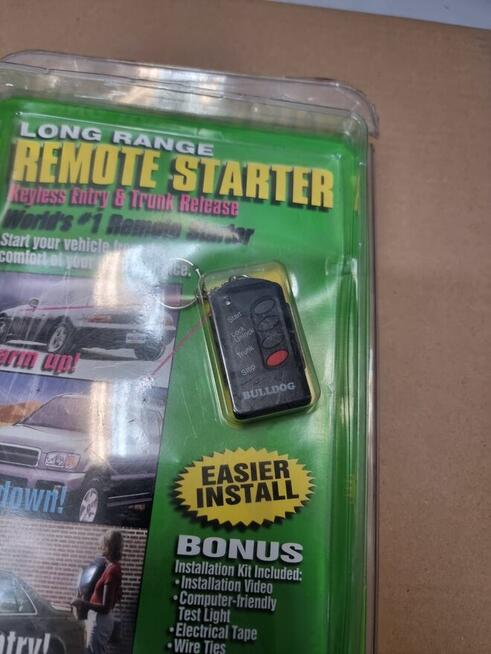 LONG RANGE
REMOTE STARTER
Keyless Entry & Trunk Release
World's #1 Remote Starter
Start your vehicle
comfort of your
arm up!
Start
Lock
Unlock
Trunk
Stop
BULLDOG
down!
EASIER
INSTALL
BONUS
Installation Kit Included:
• Installation Video
• Computer-friendly
Test Light
• Electrical Tape
• Wire Ties
ntry!